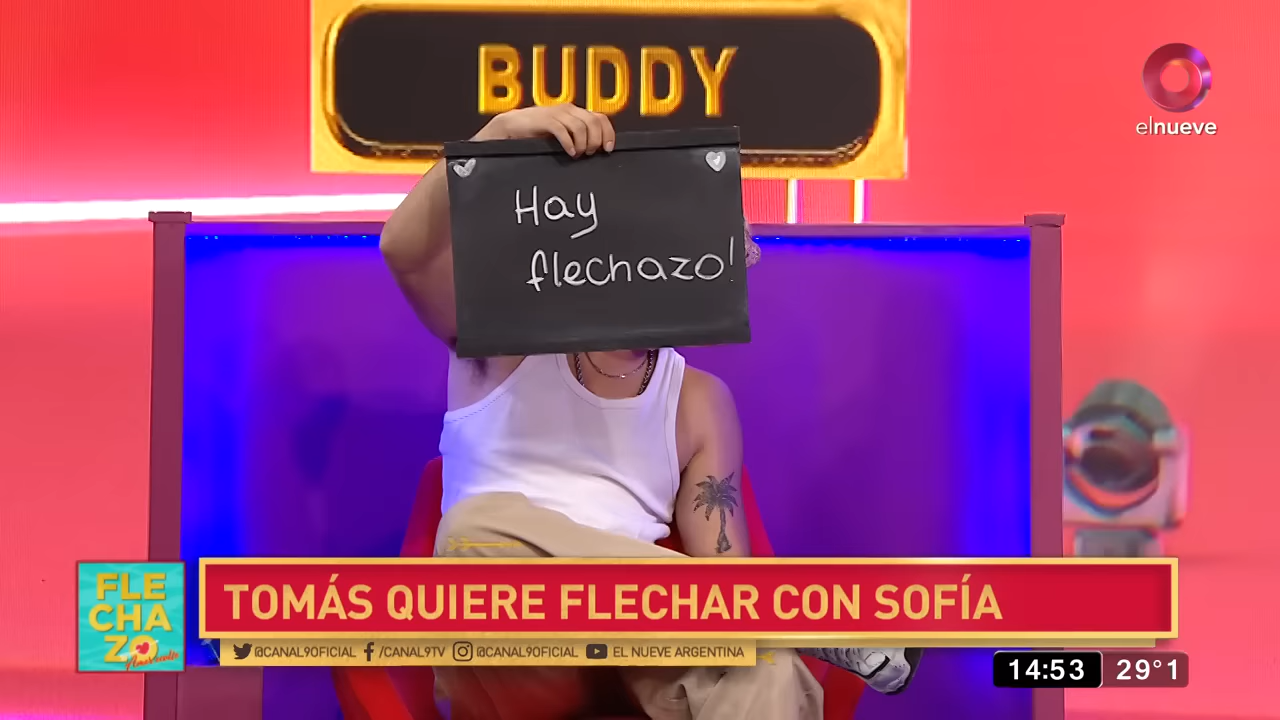 BUDDY
elnueve
Hay
flechazo!
FLE
CHA
ZO
TOMÁS QUIERE FLECHAR CON SOFÍA
@CANAL9OFICIAL /CANAL9TV @CANAL9OFICIAL EL NUEVE ARGENTINA
14:53 29°1